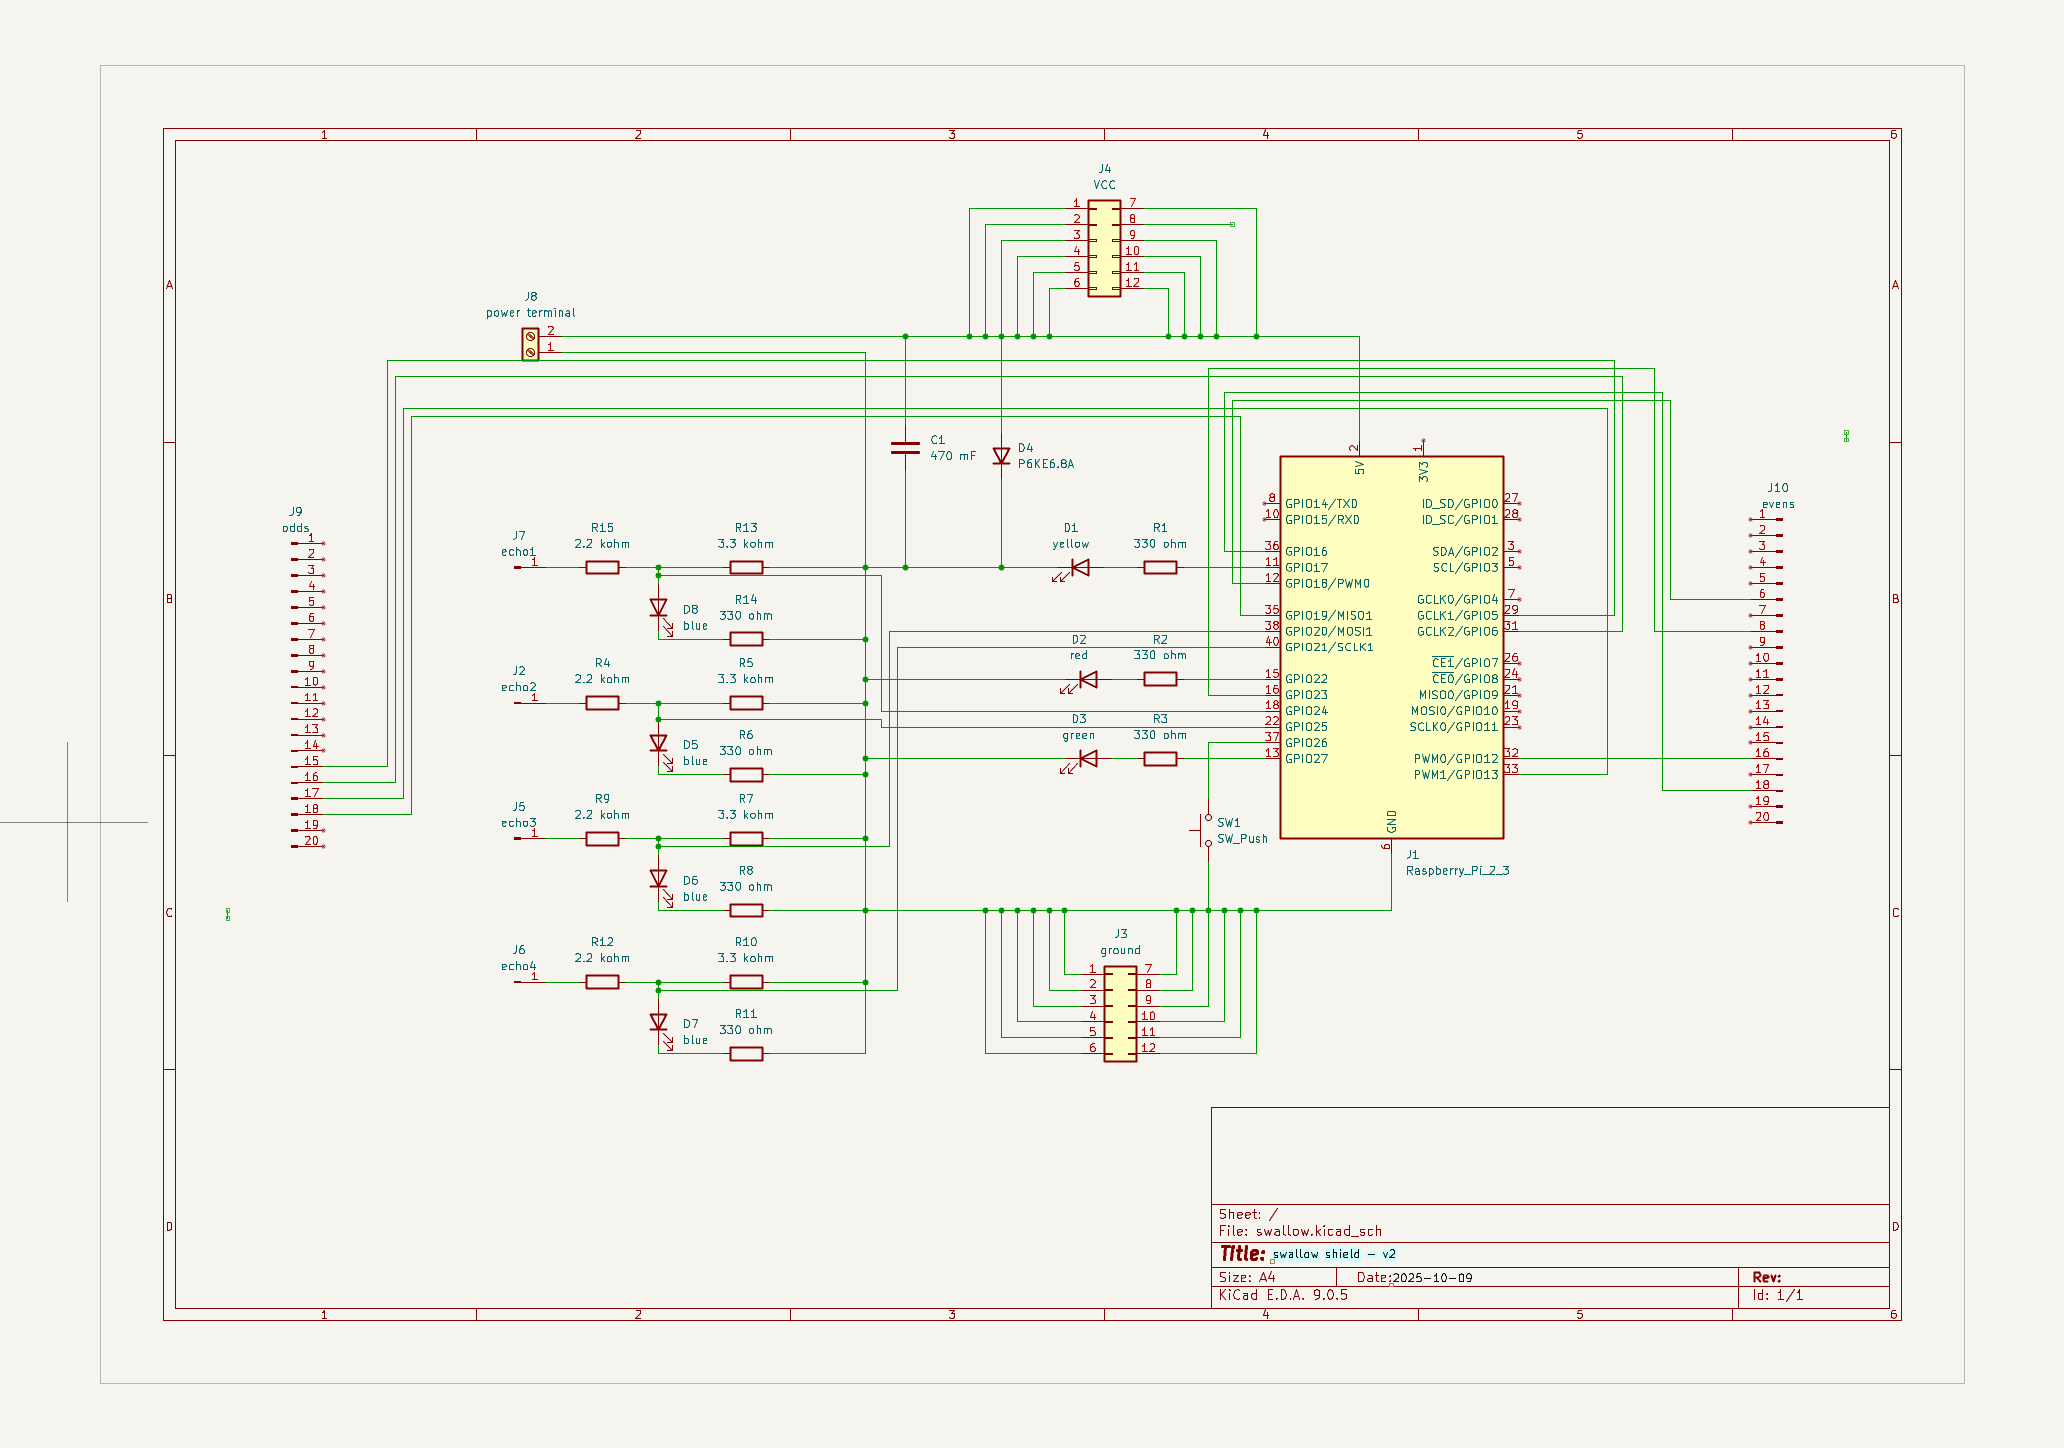 1 2 3 4 5 6
J4
VCC
1 7
2 8
3 9
4 10
5 11
6 12
A A
J8
power terminal
2
1
C1
470 mF
D4
P6KE6.8A
2 1
5V 3V3
J10
evens
1
2
3
4
5
6
7
8
9
10
11
12
13
14
15
16
17
18
19
20
J9
odds
1
2
3
4
5
6
7
8
9
10
11
12
13
14
15
16
17
18
19
20
8 GPIO14/TXD ID_SD/GPIO0 27
10 GPIO15/RXD ID_SC/GPIO1 28
36 GPIO16 SDA/GPIO2 3
11 GPIO17 SCL/GPIO3 5
12 GPIO18/PWM0
GCLK0/GPIO4 7
35 GPIO19/MISO1 GCLK1/GPIO5 29
38 GPIO20/MOSI1 GCLK2/GPIO6 31
40 GPIO21/SCLK1
CE1/GPIO7 26
15 GPIO22 CE0/GPIO8 24
16 GPIO23 MISO0/GPIO9 21
18 GPIO24 MOSI0/GPIO10 19
22 GPIO25 SCLK0/GPIO11 23
37 GPIO26
13 GPIO27 PWM0/GPIO12 32
PWM1/GPIO13 33
GND
6
J1
Raspberry_Pi_2_3
J7
echo1
1
R15
2.2 kohm
R13
3.3 kohm
D1
yellow
R1
330 ohm
B B
D8
blue
R14
330 ohm
D2
red
R2
330 ohm
J2
echo2
1
R4
2.2 kohm
R5
3.3 kohm
D3
green
R3
330 ohm
D5
blue
R6
330 ohm
J5
echo3
1
R9
2.2 kohm
R7
3.3 kohm
SW1
SW_Push
D6
blue
R8
330 ohm
C C
J6
echo4
1
R12
2.2 kohm
R10
3.3 kohm
D7
blue
R11
330 ohm
J3
ground
1 7
2 8
3 9
4 10
5 11
6 12
D D
Sheet: /
File: swallow.kicad_sch
Title: swallow shield - v2
Size: A4 Date: 2025-10-09 Rev:
KiCad E.D.A. 9.0.5 Id: 1/1
1 2 3 4 5 6